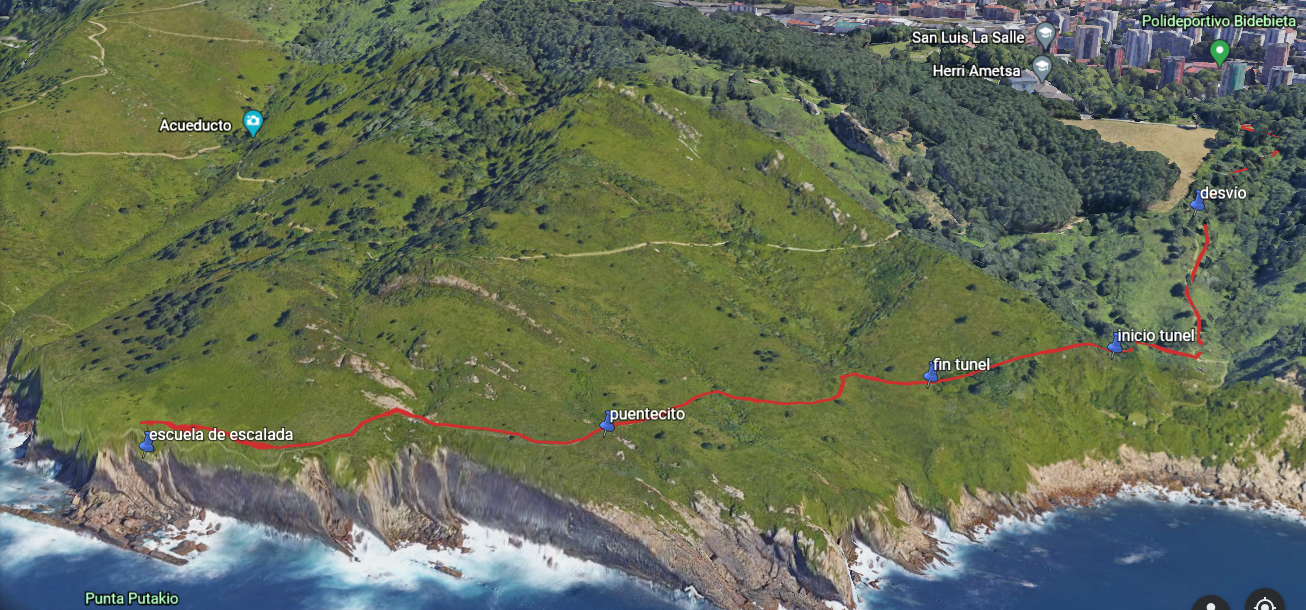 Polideportivo Bidebieta
San Luis La Salle
Herri Ametsa
Acueducto
desvío
inicio tunel
fin tunel
puentecito
escuela de escalada
Punta Putakio